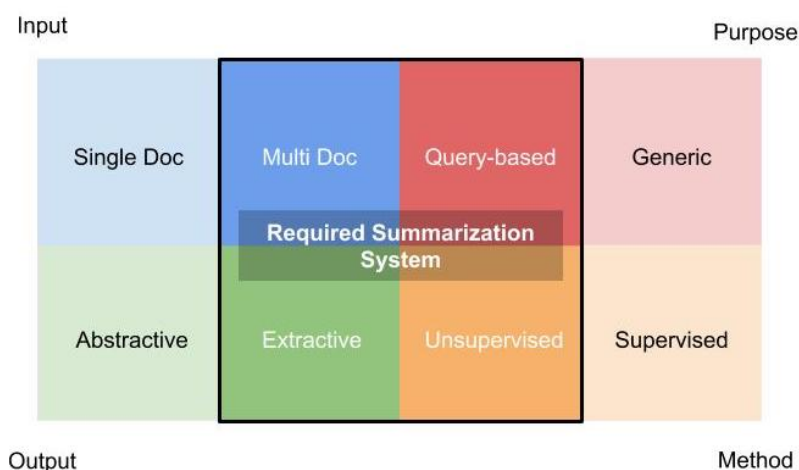 Input
Purpose
Single Doc
Multi Doc
Query-based
Generic
Required Summarization
System
Abstractive
Extractive
Unsupervised
Supervised
Output
Method